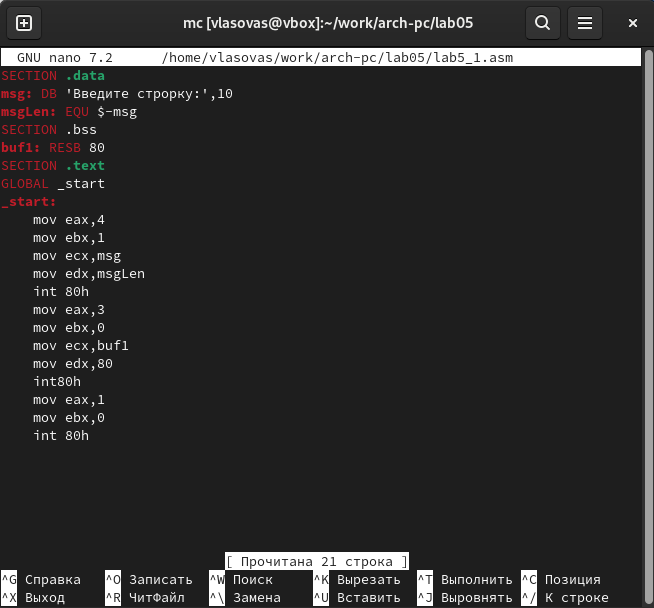 mc [vlasovas@vbox]:~/work/arch-pc/lab05
GNU nano 7.2 /home/vlasovas/work/arch-pc/lab05/lab5_1.asm
SECTION .data
msg: DB 'Введите строрку:',10
msgLen: EQU $-msg
SECTION .bss
buf1: RESB 80
SECTION .text
GLOBAL _start
_start:
mov eax,4
mov ebx,1
mov ecx,msg
mov edx,msgLen
int 80h
mov eax,3
mov ebx,0
mov ecx,buf1
mov edx,80
int80h
mov eax,1
mov ebx,0
int 80h
[ Прочитана 21 строка ]
^G Справка ^O Записать ^W Поиск ^K Вырезать ^T Выполнить ^C Позиция
^X Выход ^R ЧитФайл ^\ Замена ^U Вставить ^J Выровнять ^/ К строке